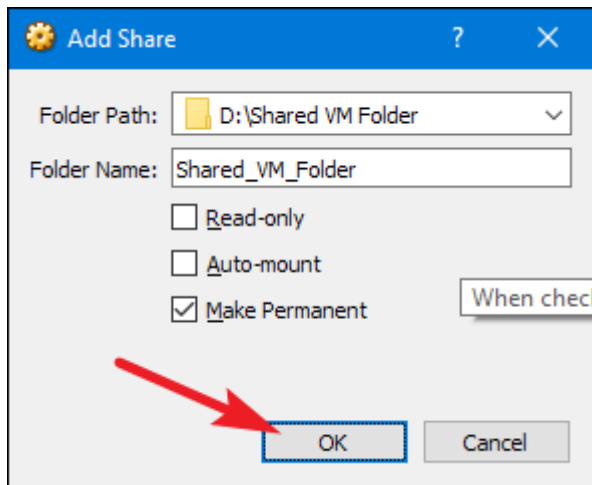 Add Share
?
Folder Path: D:\Shared VM Folder
Folder Name: Shared_VM_Folder
Read-only
Auto-mount
Make Permanent
When chec
OK Cancel